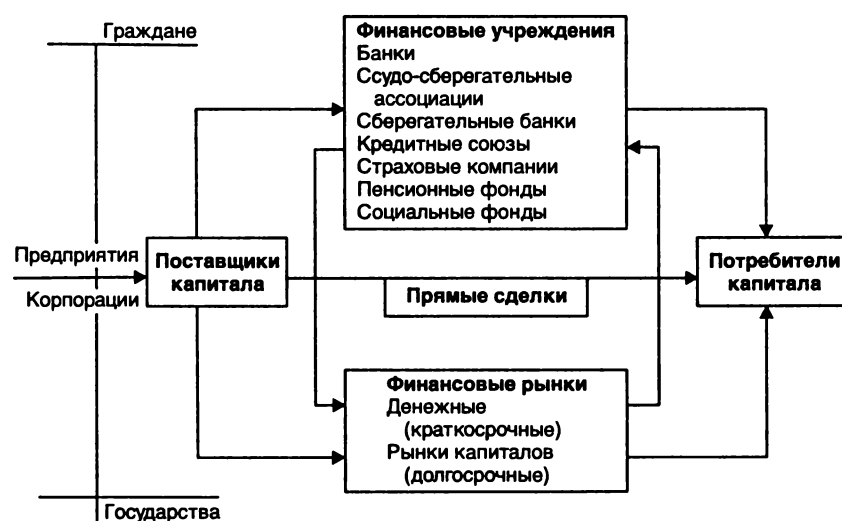 Граждане
Финансовые учреждения
Банки
Ссудо-сберегательные
ассоциации
Сберегательные банки
Кредитные союзы
Страховые компании
Пенсионные фонды
Социальные фонды
Предприятия
Корпорации
Поставщики
капитала
Прямые сделки
Потребители
капитала
Финансовые рынки
Денежные
(краткосрочные)
Рынки капиталов
(долгосрочные)
Государства